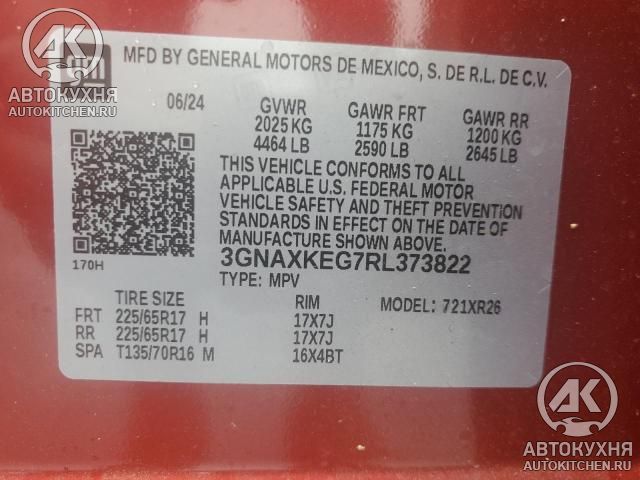 AK
GM
АВТОКУХНЯ
AUTOKITCHEN.RU
MFD BY GENERAL MOTORS DE MEXICO, S. DE R.L. DE C.V.
06/24 GVWR GAWR FRT GAWR RR
2025 KG 1175 KG 1200 KG
4464 LB 2590 LB 2645 LB
THIS VEHICLE CONFORMS TO ALL
APPLICABLE U.S. FEDERAL MOTOR
VEHICLE SAFETY AND THEFT PREVENTION
STANDARDS IN EFFECT ON THE DATE OF
MANUFACTURE SHOWN ABOVE.
170H 3GNAXKEG7RL373822
TYPE: MPV
TIRE SIZE RIM MODEL: 721XR26
FRT 225/65R17 H 17X7J
RR 225/65R17 H 17X7J
SPA T135/70R16 M 16X4BT
AK
АВТОКУХНЯ
AUTOKITCHEN.RU